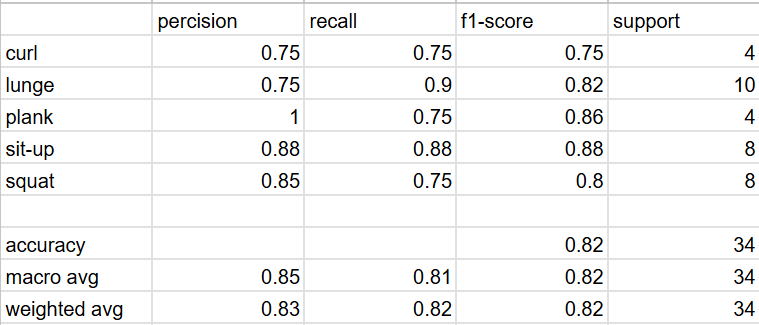 percision recall f1-score support
curl 0.75 0.75 0.75 4
lunge 0.75 0.9 0.82 10
plank 1 0.75 0.86 4
sit-up 0.88 0.88 0.88 8
squat 0.85 0.75 0.8 8
accuracy 0.82 34
macro avg 0.85 0.81 0.82 34
weighted avg 0.83 0.82 0.82 34